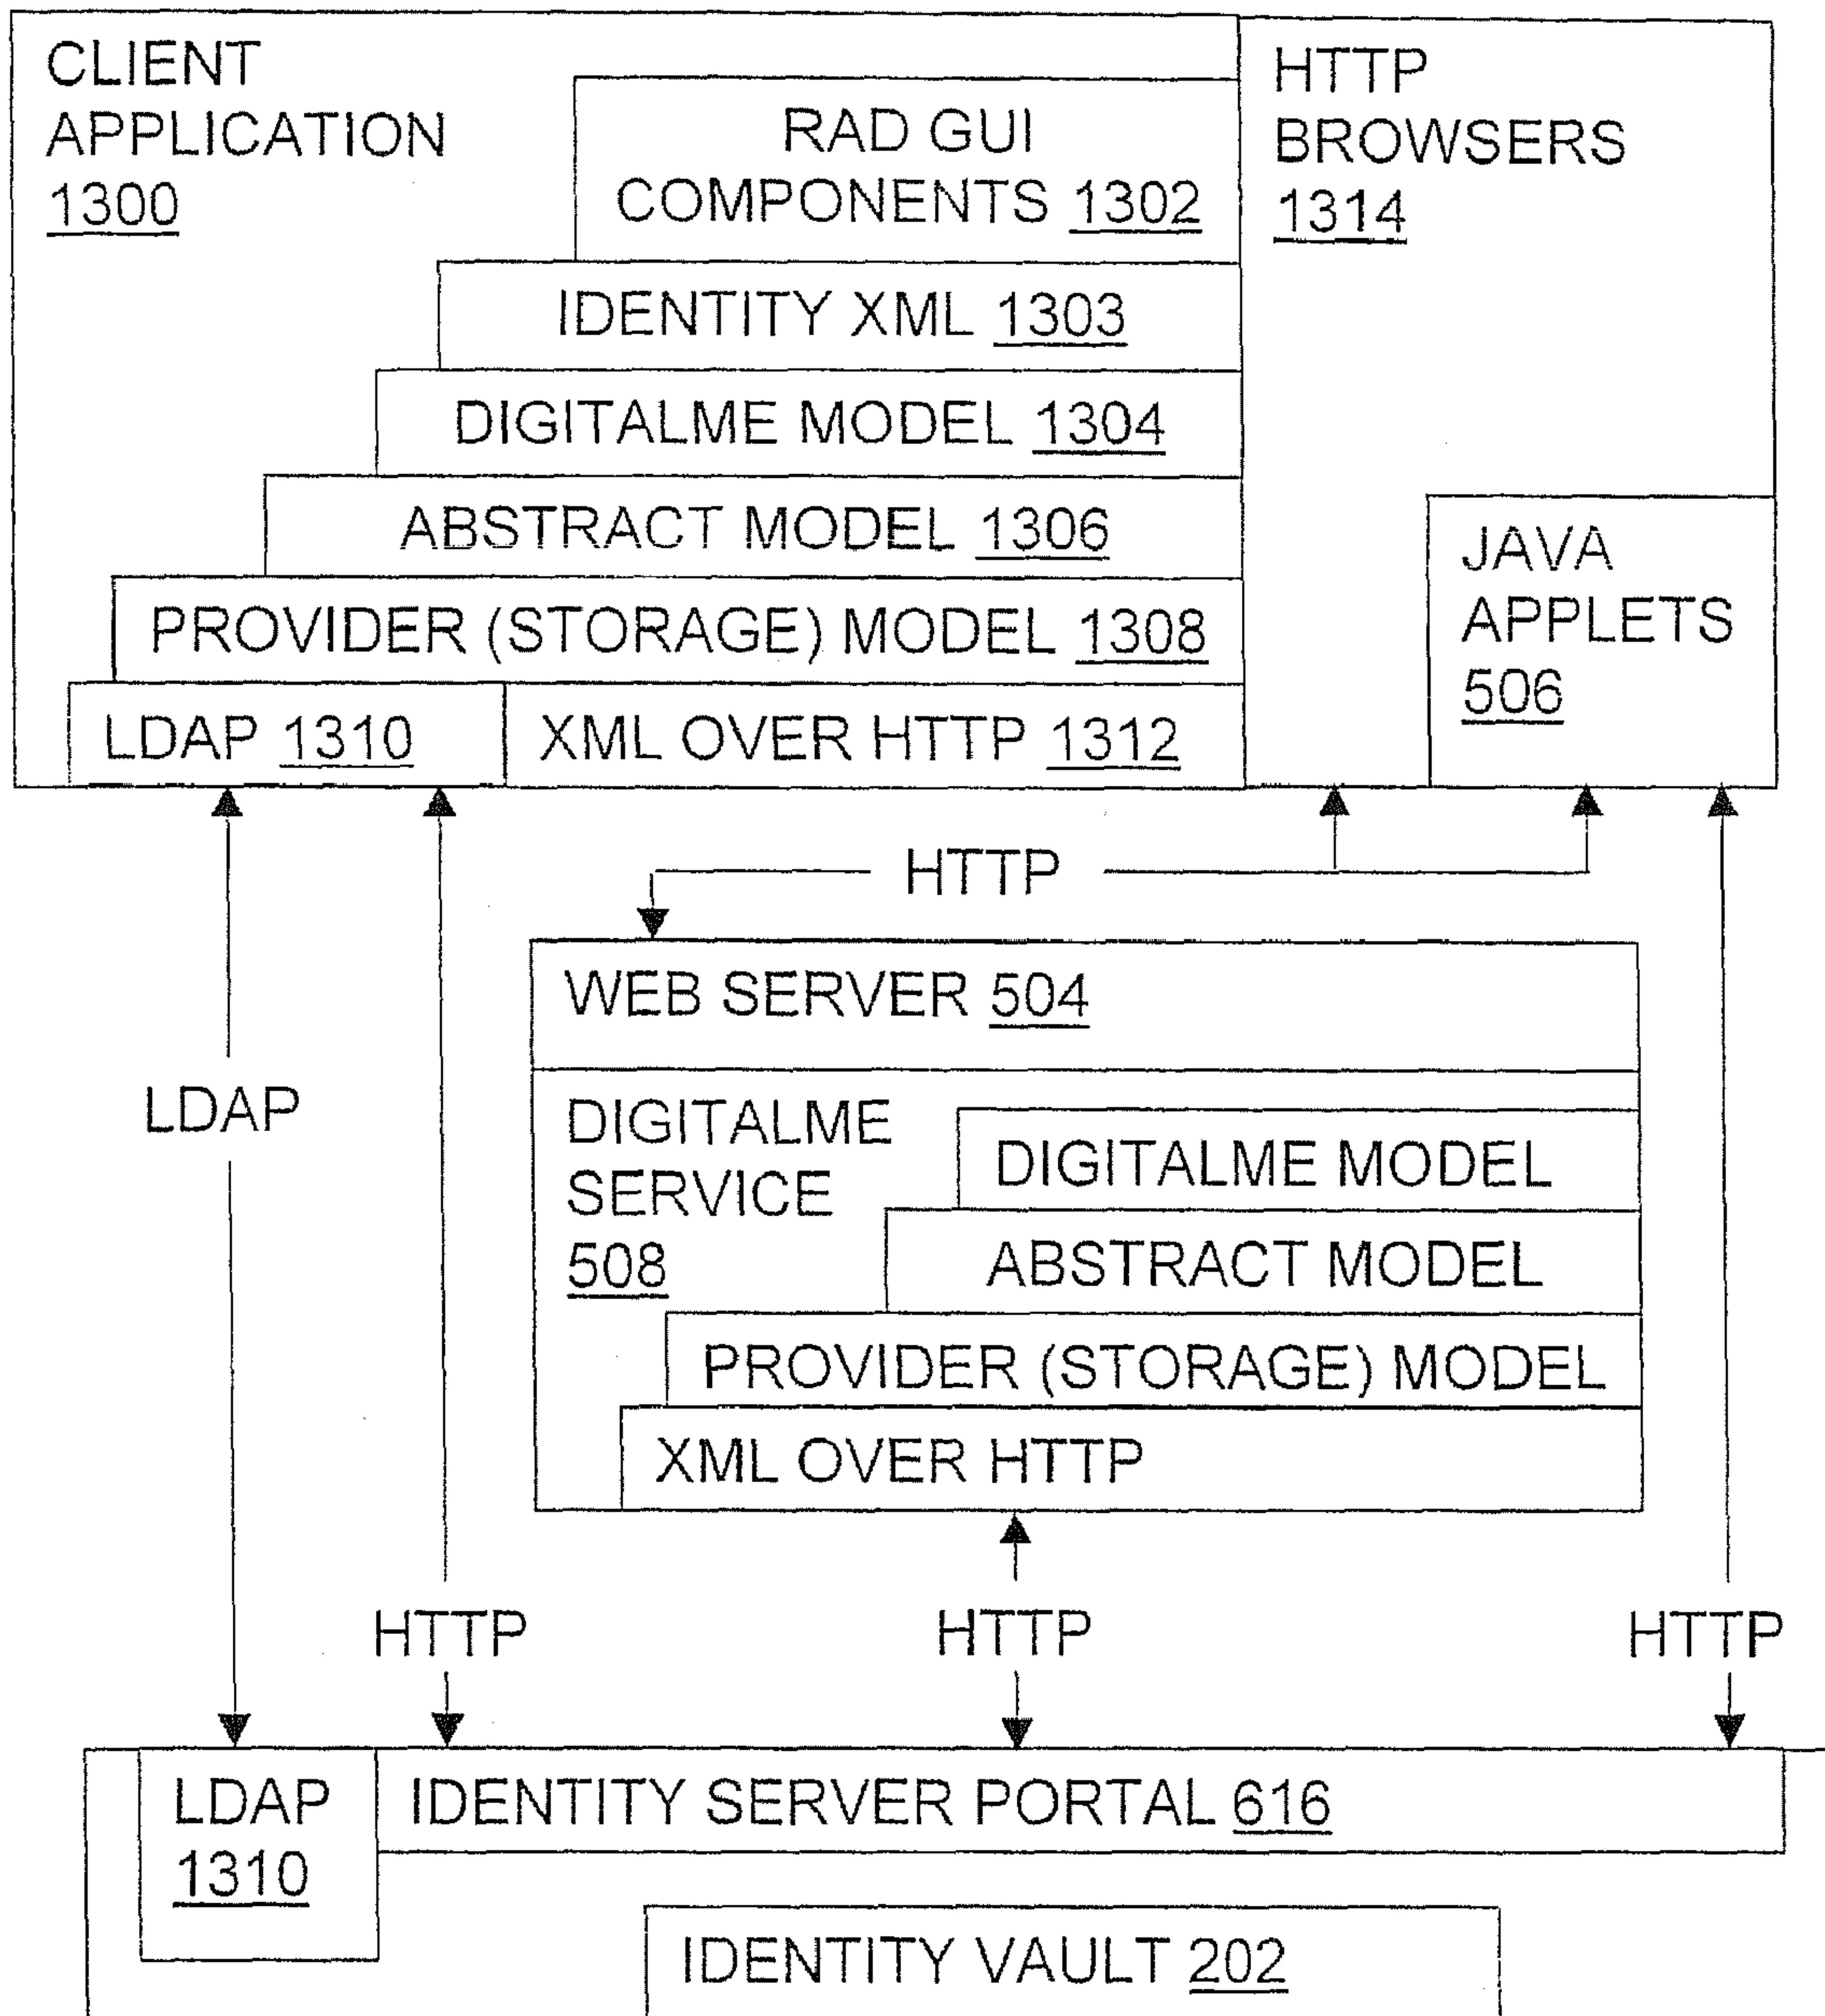 CLIENT
APPLICATION
1300
RAD GUI
COMPONENTS 1302
IDENTITY XML 1303
DIGITALME MODEL 1304
ABSTRACT MODEL 1306
PROVIDER (STORAGE) MODEL 1308
LDAP 1310
XML OVER HTTP 1312
HTTP
BROWSERS
1314
JAVA
APPLETS
506
HTTP
WEB SERVER 504
LDAP
DIGITALME
SERVICE
508
DIGITALME MODEL
ABSTRACT MODEL
PROVIDER (STORAGE) MODEL
XML OVER HTTP
HTTP
HTTP
HTTP
LDAP
1310
IDENTITY SERVER PORTAL 616
IDENTITY VAULT 202